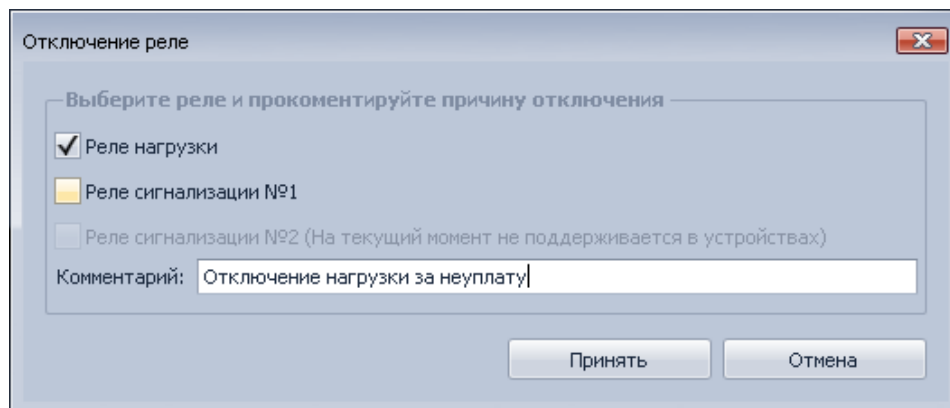 Отключение реле
Выберите реле и прокоментируйте причину отключения
Реле нагрузки
Реле сигнализации №1
Реле сигнализации №2 (На текущий момент не поддерживается в устройствах)
Комментарий: Отключение нагрузки за неуплату
Принять Отмена